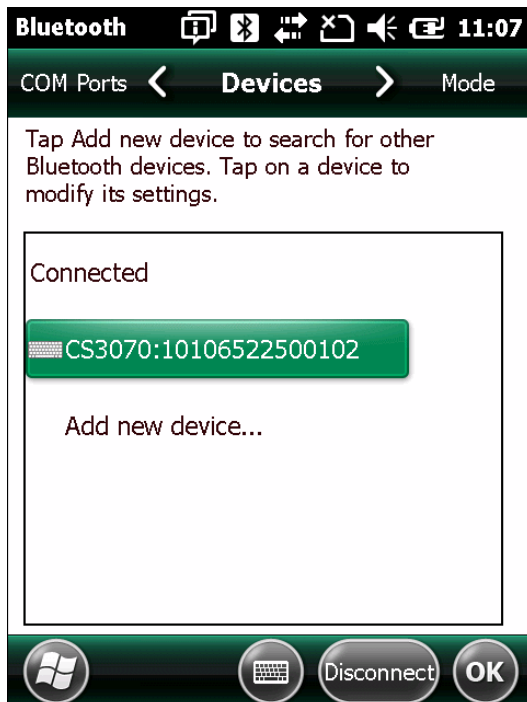 Bluetooth 11:07
COM Ports Devices Mode
Tap Add new device to search for other
Bluetooth devices. Tap on a device to
modify its settings.
Connected
CS3070:10106522500102
Add new device...
Disconnect OK